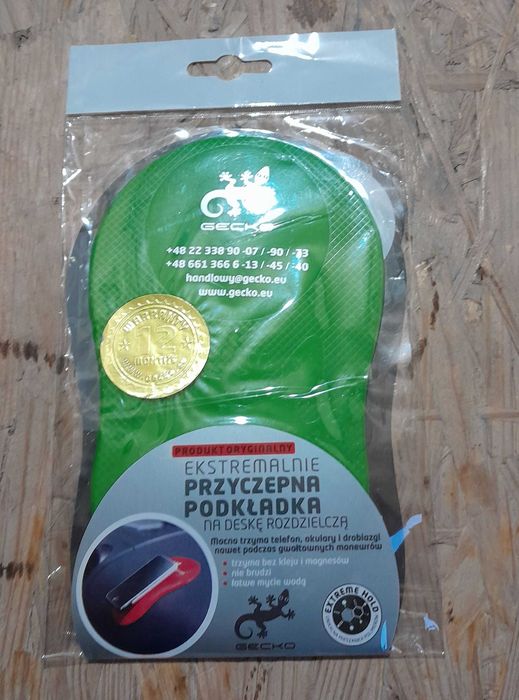 GECKO
+48 22 338 90 -07 / -90 / -73
+48 661 366 6 -13 / -45 / -40
handlowy@gecko.eu
www.gecko.eu
WARRANTY
12
MONTHS
PRODUKT ORYGINALNY
EKSTREMALNIE
PRZYCZEPNA
PODKŁADKA
NA DESKĘ ROZDZIELCZĄ
Mocno trzyma telefon, okulary i drobiazgi
nawet podczas gwałtownych manewrów
• trzyma bez kleju i magnesów
• nie brudzi
• łatwe mycie wodą
EXTREME HOLD
GECKO